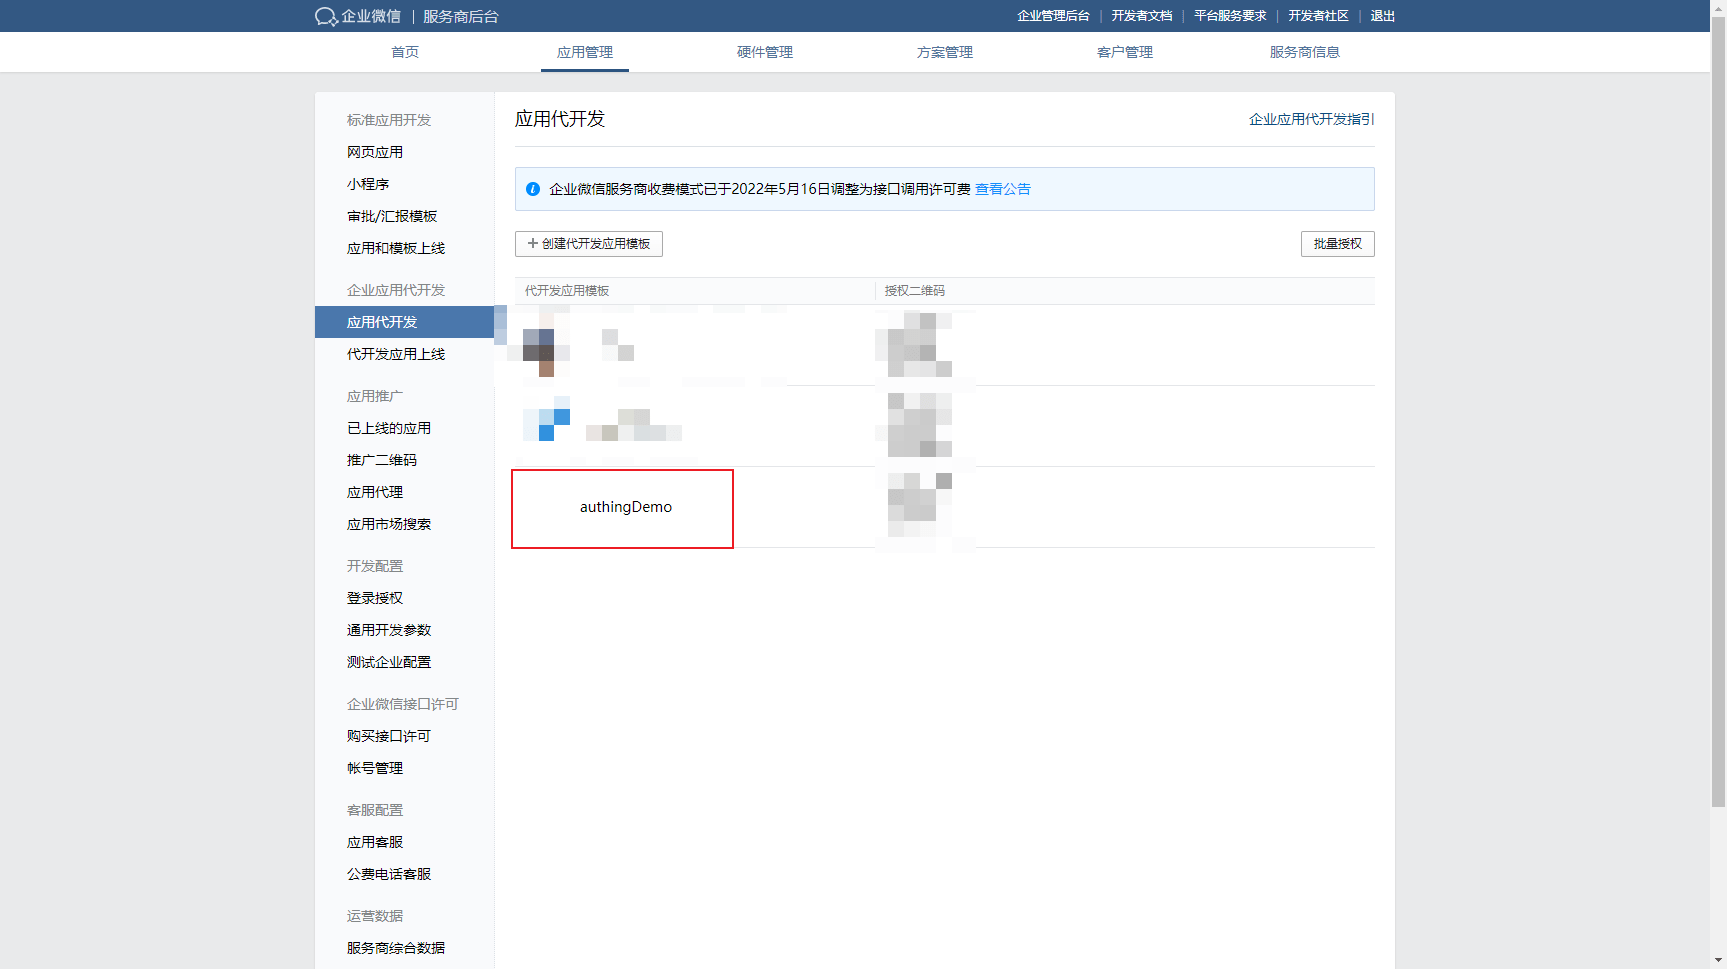 企业微信 | 服务商后台
企业管理后台 | 开发者文档 | 平台服务要求 | 开发者社区 | 退出
首页 应用管理 硬件管理 方案管理 客户管理 服务商信息
标准应用开发
网页应用
小程序
审批/汇报模板
应用和模板上线
企业应用代开发
应用代开发
代开发应用上线
应用推广
已上线的应用
推广二维码
应用代理
应用市场搜索
开发配置
登录授权
通用开发参数
测试企业配置
企业微信接口许可
购买接口许可
帐号管理
客服配置
应用客服
公费电话客服
运营数据
服务商综合数据
应用代开发
企业应用代开发指引
企业微信服务商收费模式已于2022年5月16日调整为接口调用许可费 查看公告
创建代开发应用模板
批量授权
代开发应用模板 授权二维码
authingDemo